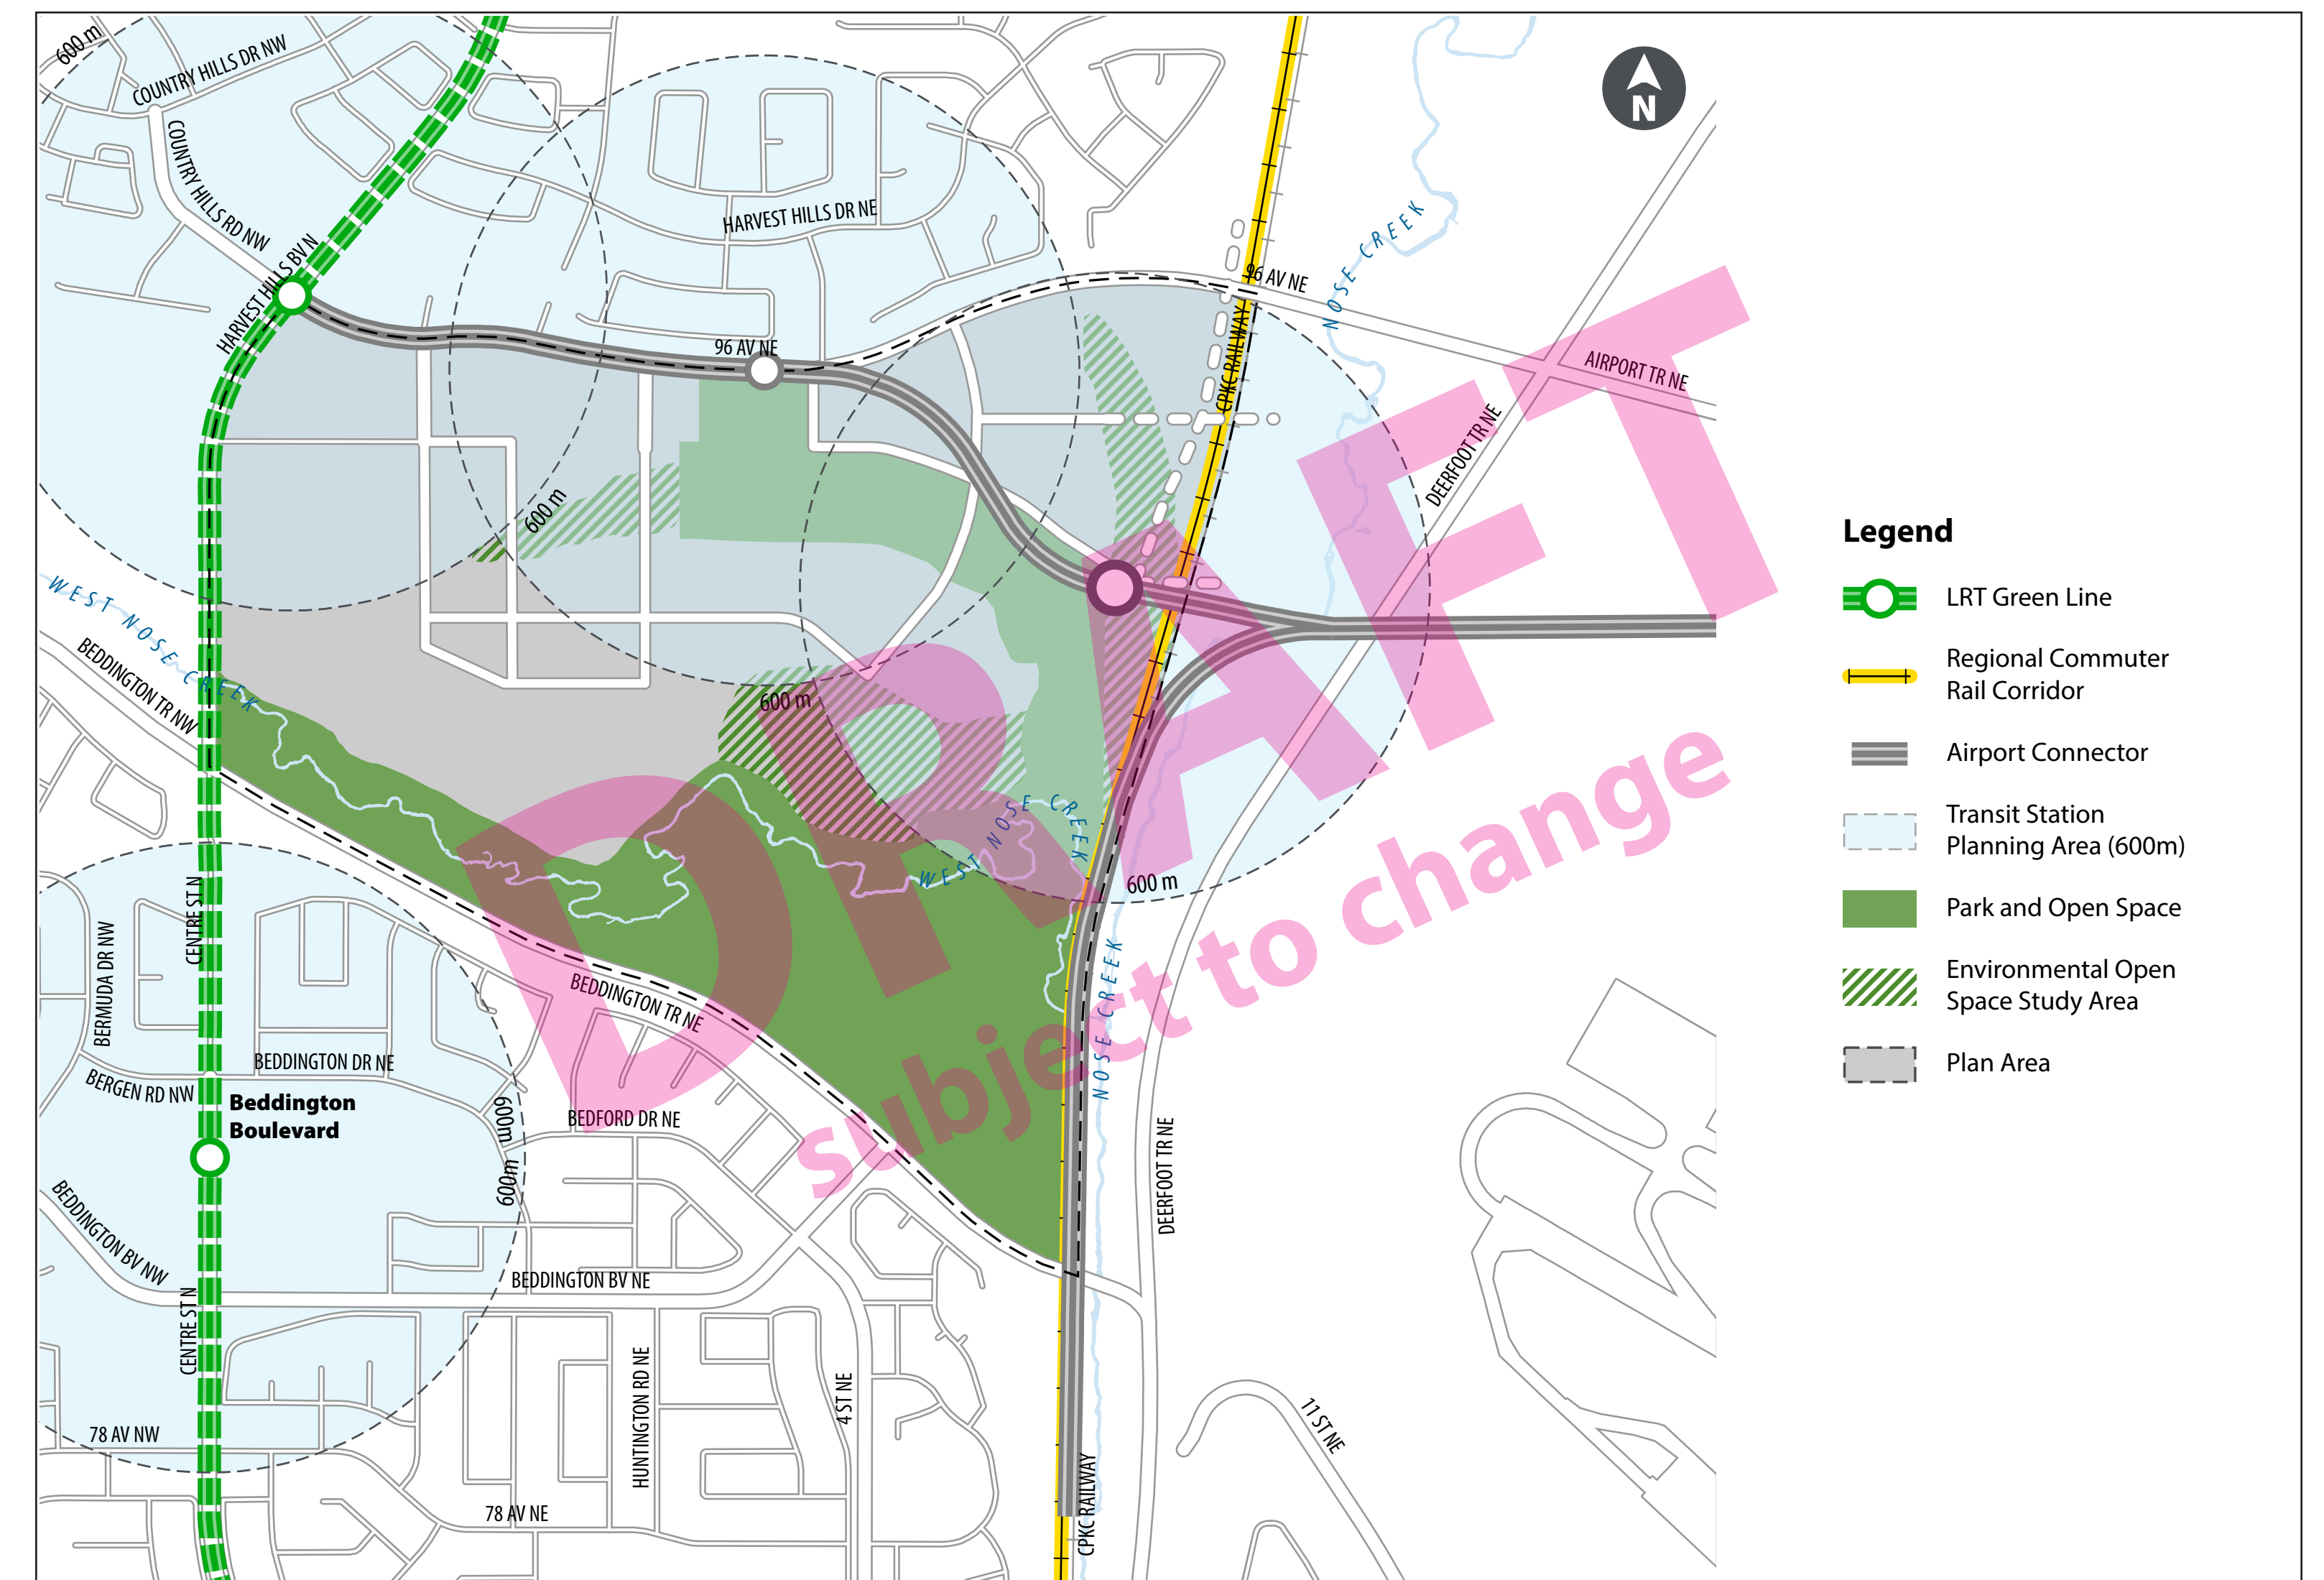 600 m
COUNTRY HILLS DR NW
N
COUNTRY HILLS RD NW
HARVEST HILLS DR NE
NOSE CREEK
HARVEST HILLS BV N
96 AV NE
96 AV NE
CPKC RAILWAY
AIRPORT TR NE
DEERFOOT TR NE
600 m
WEST NOSE CREEK
BEDDINGTON TR NW
600 m
DRAFT
subject to change
WEST NOSE CREEK
600 m
CENTRE ST N
BERMUDA DR NW
NOSE CREEK
BEDDINGTON TR NE
BEDDINGTON DR NE
BERGEN RD NW
Beddington
Boulevard
600m
BEDFORD DR NE
600m
DEERFOOT TR NE
BEDDINGTON BV NW
BEDDINGTON BV NE
CENTRE ST N
HUNTINGTON RD NE
4 ST NE
11 ST NE
78 AV NW
CPKC RAILWAY
78 AV NE
Legend
LRT Green Line
Regional Commuter
Rail Corridor
Airport Connector
Transit Station
Planning Area (600m)
Park and Open Space
Environmental Open
Space Study Area
Plan Area